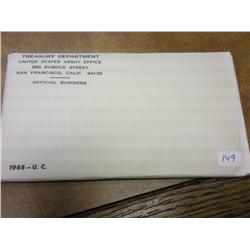 TREASURY DEPARTMENT
UNITED STATES ASSAY OFFICE
350 DUBOCE STREET
SAN FRANCISCO, CALIF 94102
OFFICIAL BUSINESS
1968-U.C.
149